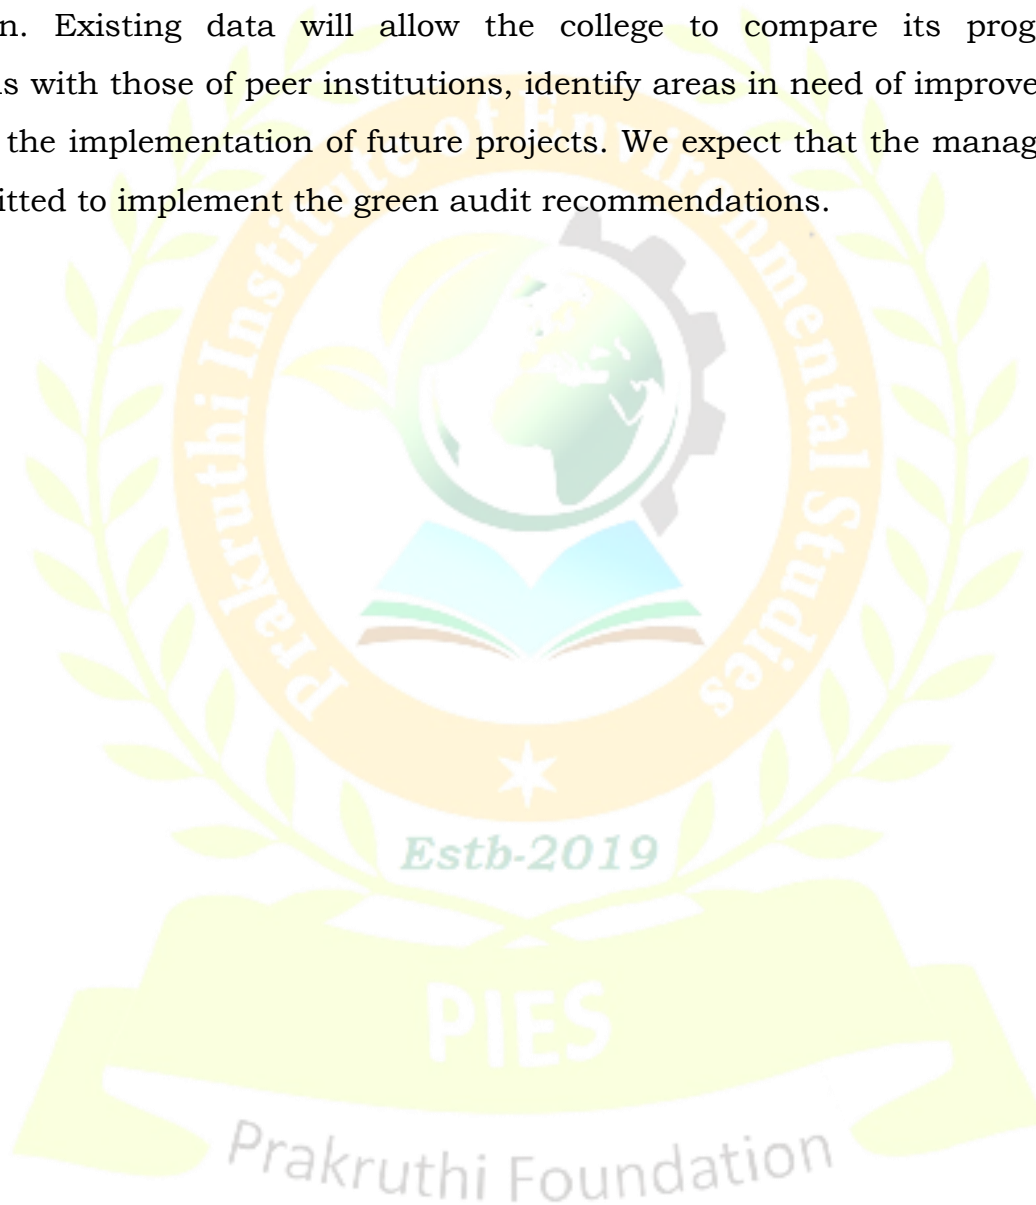 n. Existing data will allow the college to compare its prog
s with those of peer institutions, identify areas in need of improve
the implementation of future projects. We expect that the manag
itted to implement the green audit recommendations.
Prakruthi Institute of Environmental Studies
Estb-2019
PIES
Prakruthi Foundation